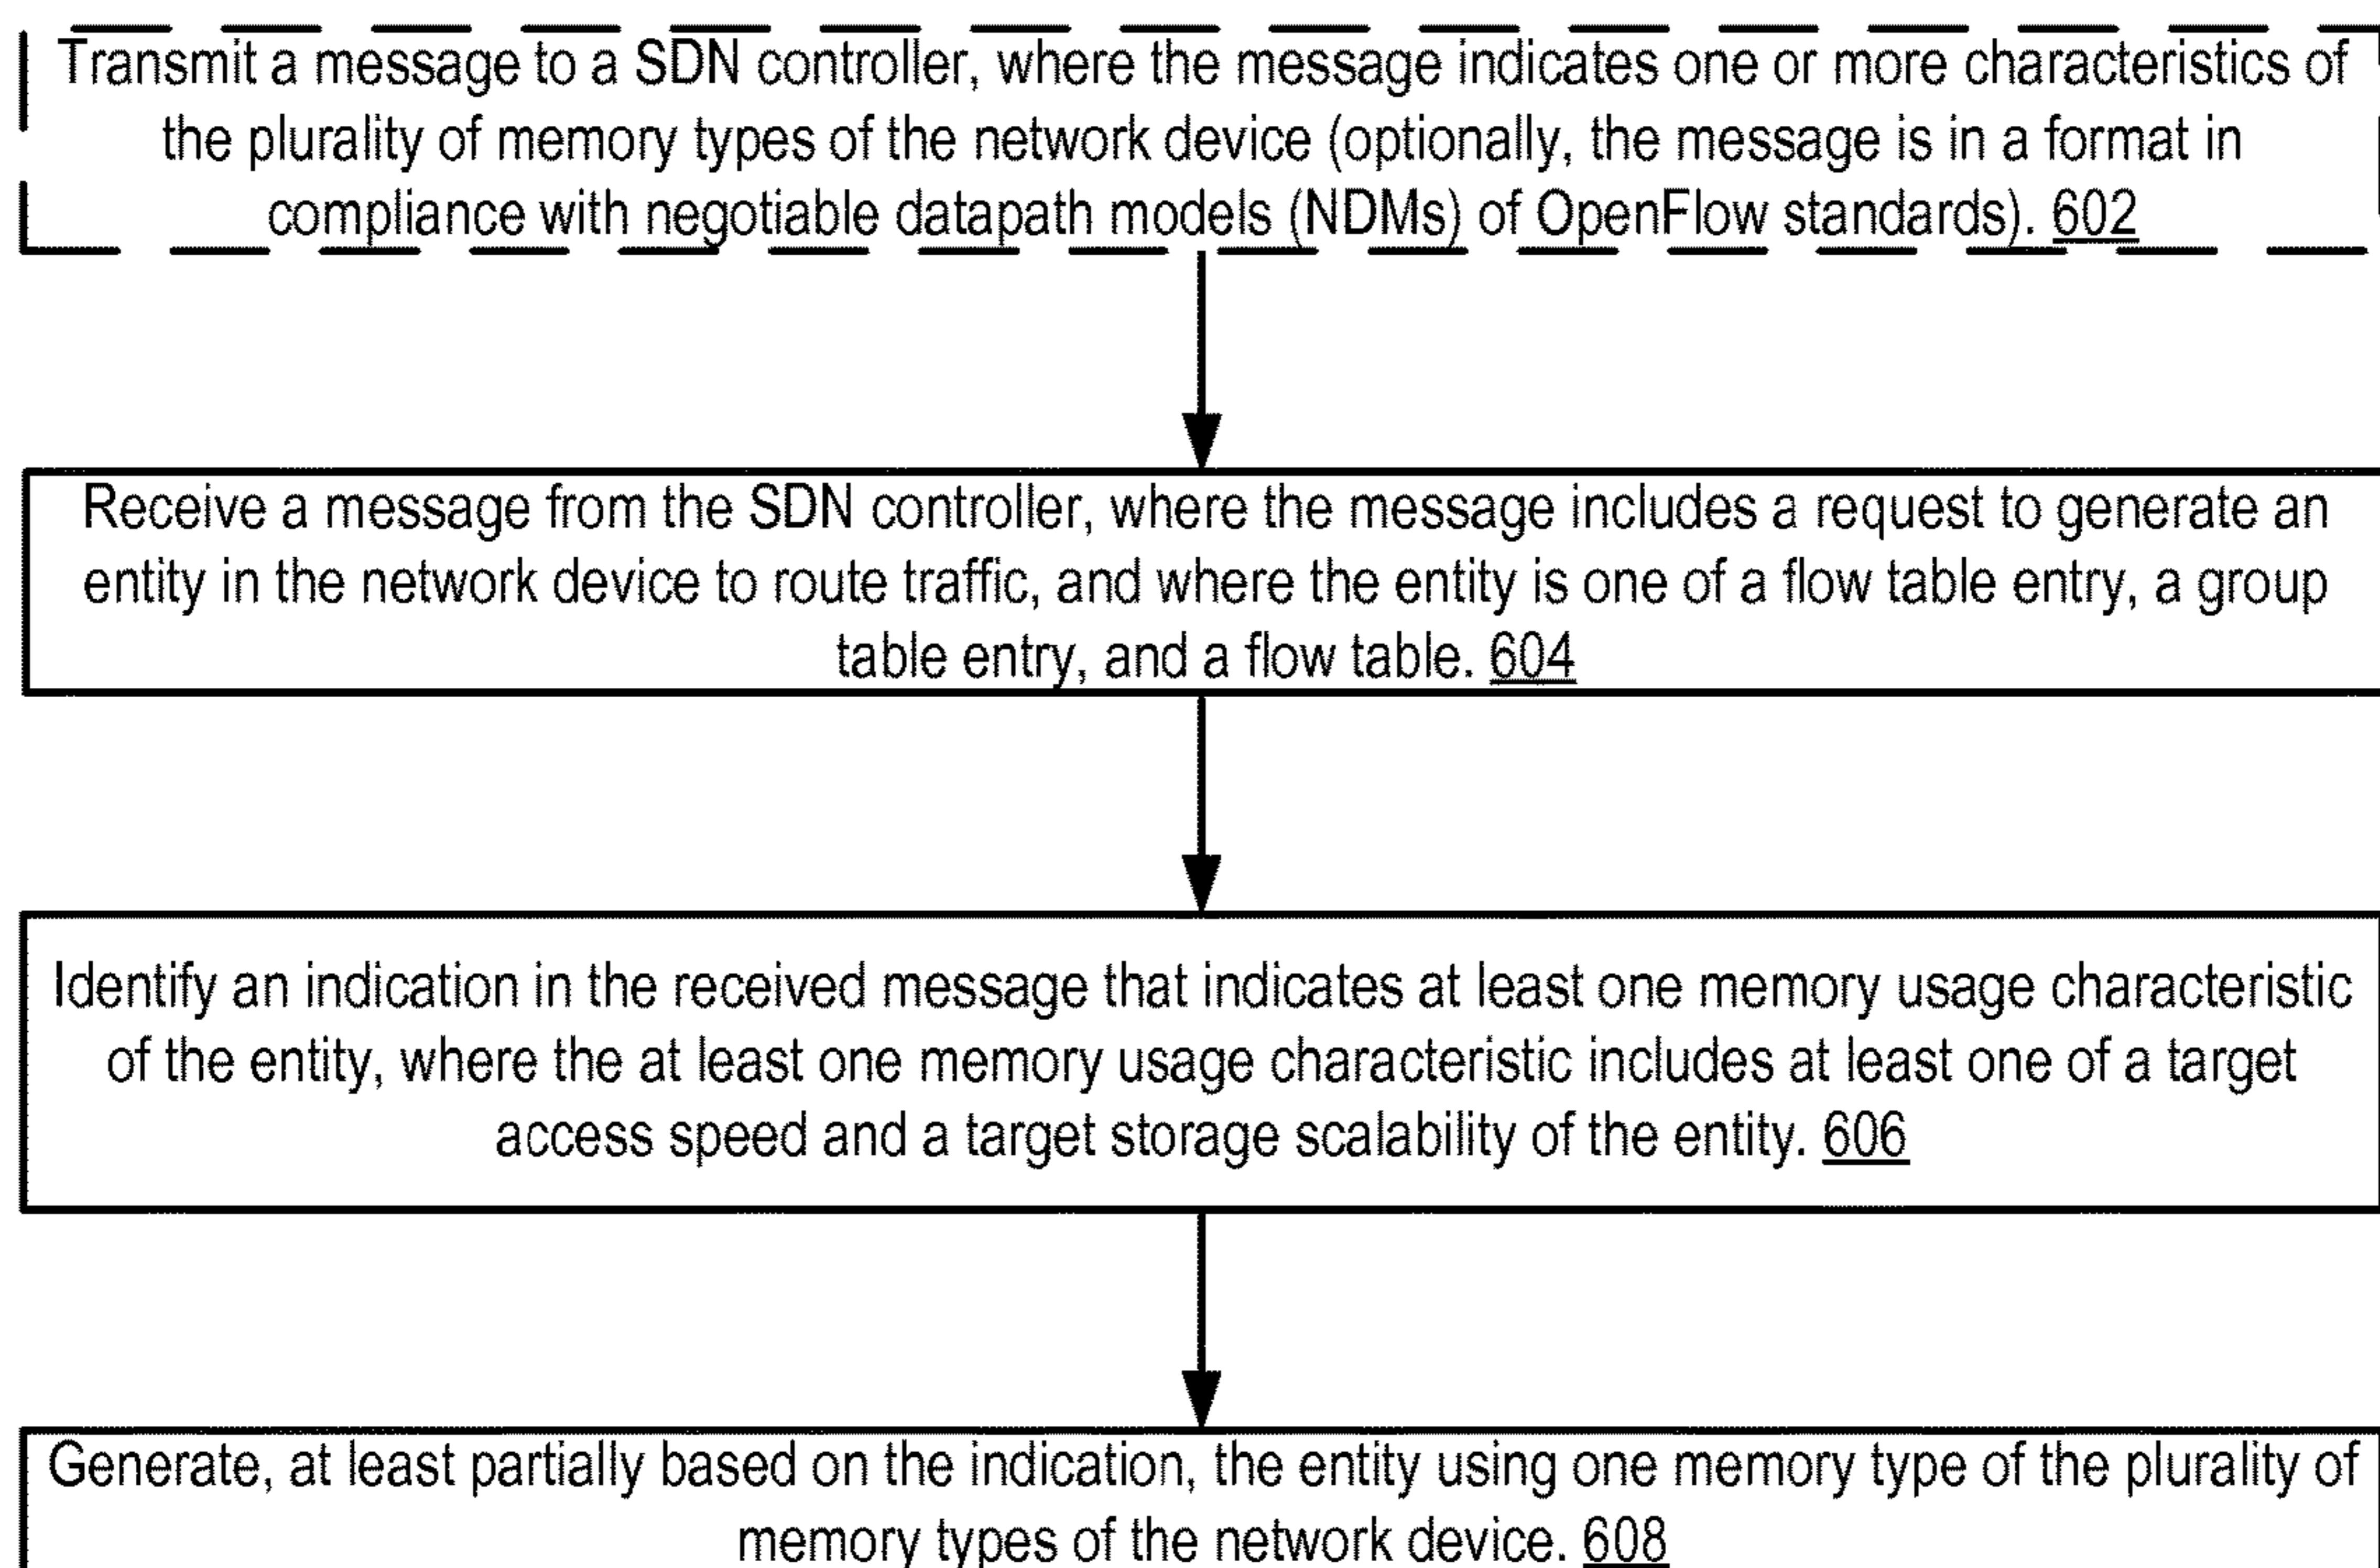 Transmit a message to a SDN controller, where the message indicates one or more characteristics of
the plurality of memory types of the network device (optionally, the message is in a format in
compliance with negotiable datapath models (NDMs) of OpenFlow standards). 602
Receive a message from the SDN controller, where the message includes a request to generate an
entity in the network device to route traffic, and where the entity is one of a flow table entry, a group
table entry, and a flow table. 604
Identify an indication in the received message that indicates at least one memory usage characteristic
of the entity, where the at least one memory usage characteristic includes at least one of a target
access speed and a target storage scalability of the entity. 606
Generate, at least partially based on the indication, the entity using one memory type of the plurality of
memory types of the network device. 608